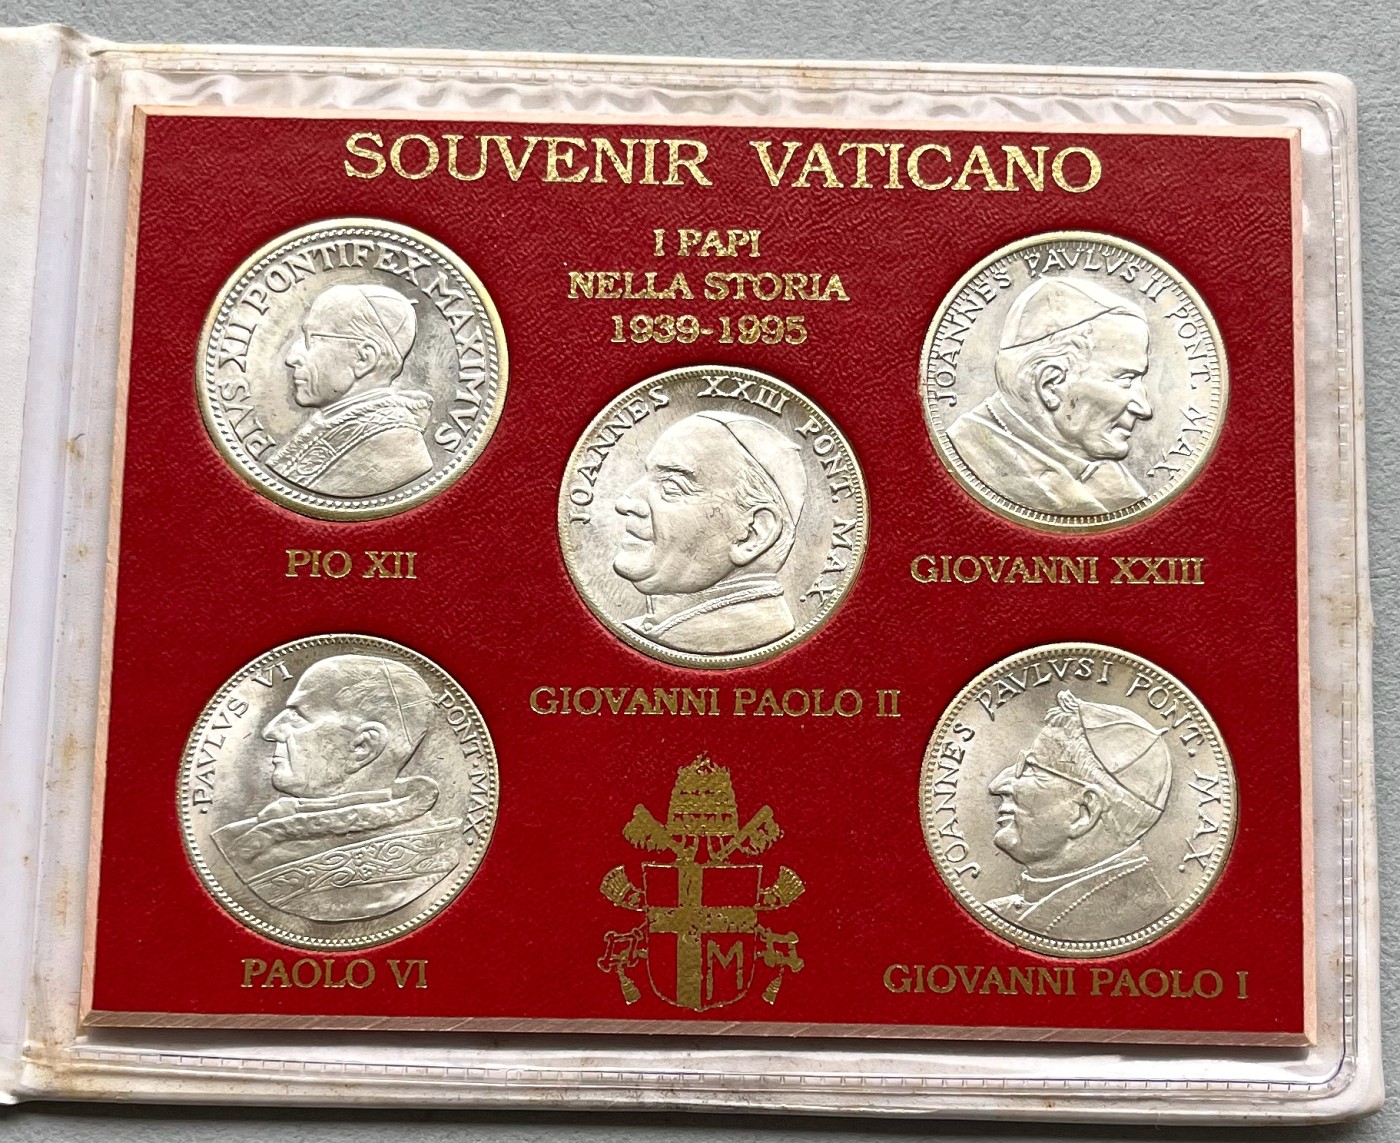 SOUVENIR VATICANO
I PAPI
NELLA STORIA
1939-1995
PIVS XII PONTIFEX MAXIMVS
PIO XII
JOANNES XXIII PONT. MAX.
GIOVANNI PAOLO II
JOANNES PAVLVS II PONT. MAX.
GIOVANNI XXIII
·PAVLVS VI PONT·MAX·
PAOLO VI
M
JOANNES PAVLVS I PONT. MAX.
GIOVANNI PAOLO I